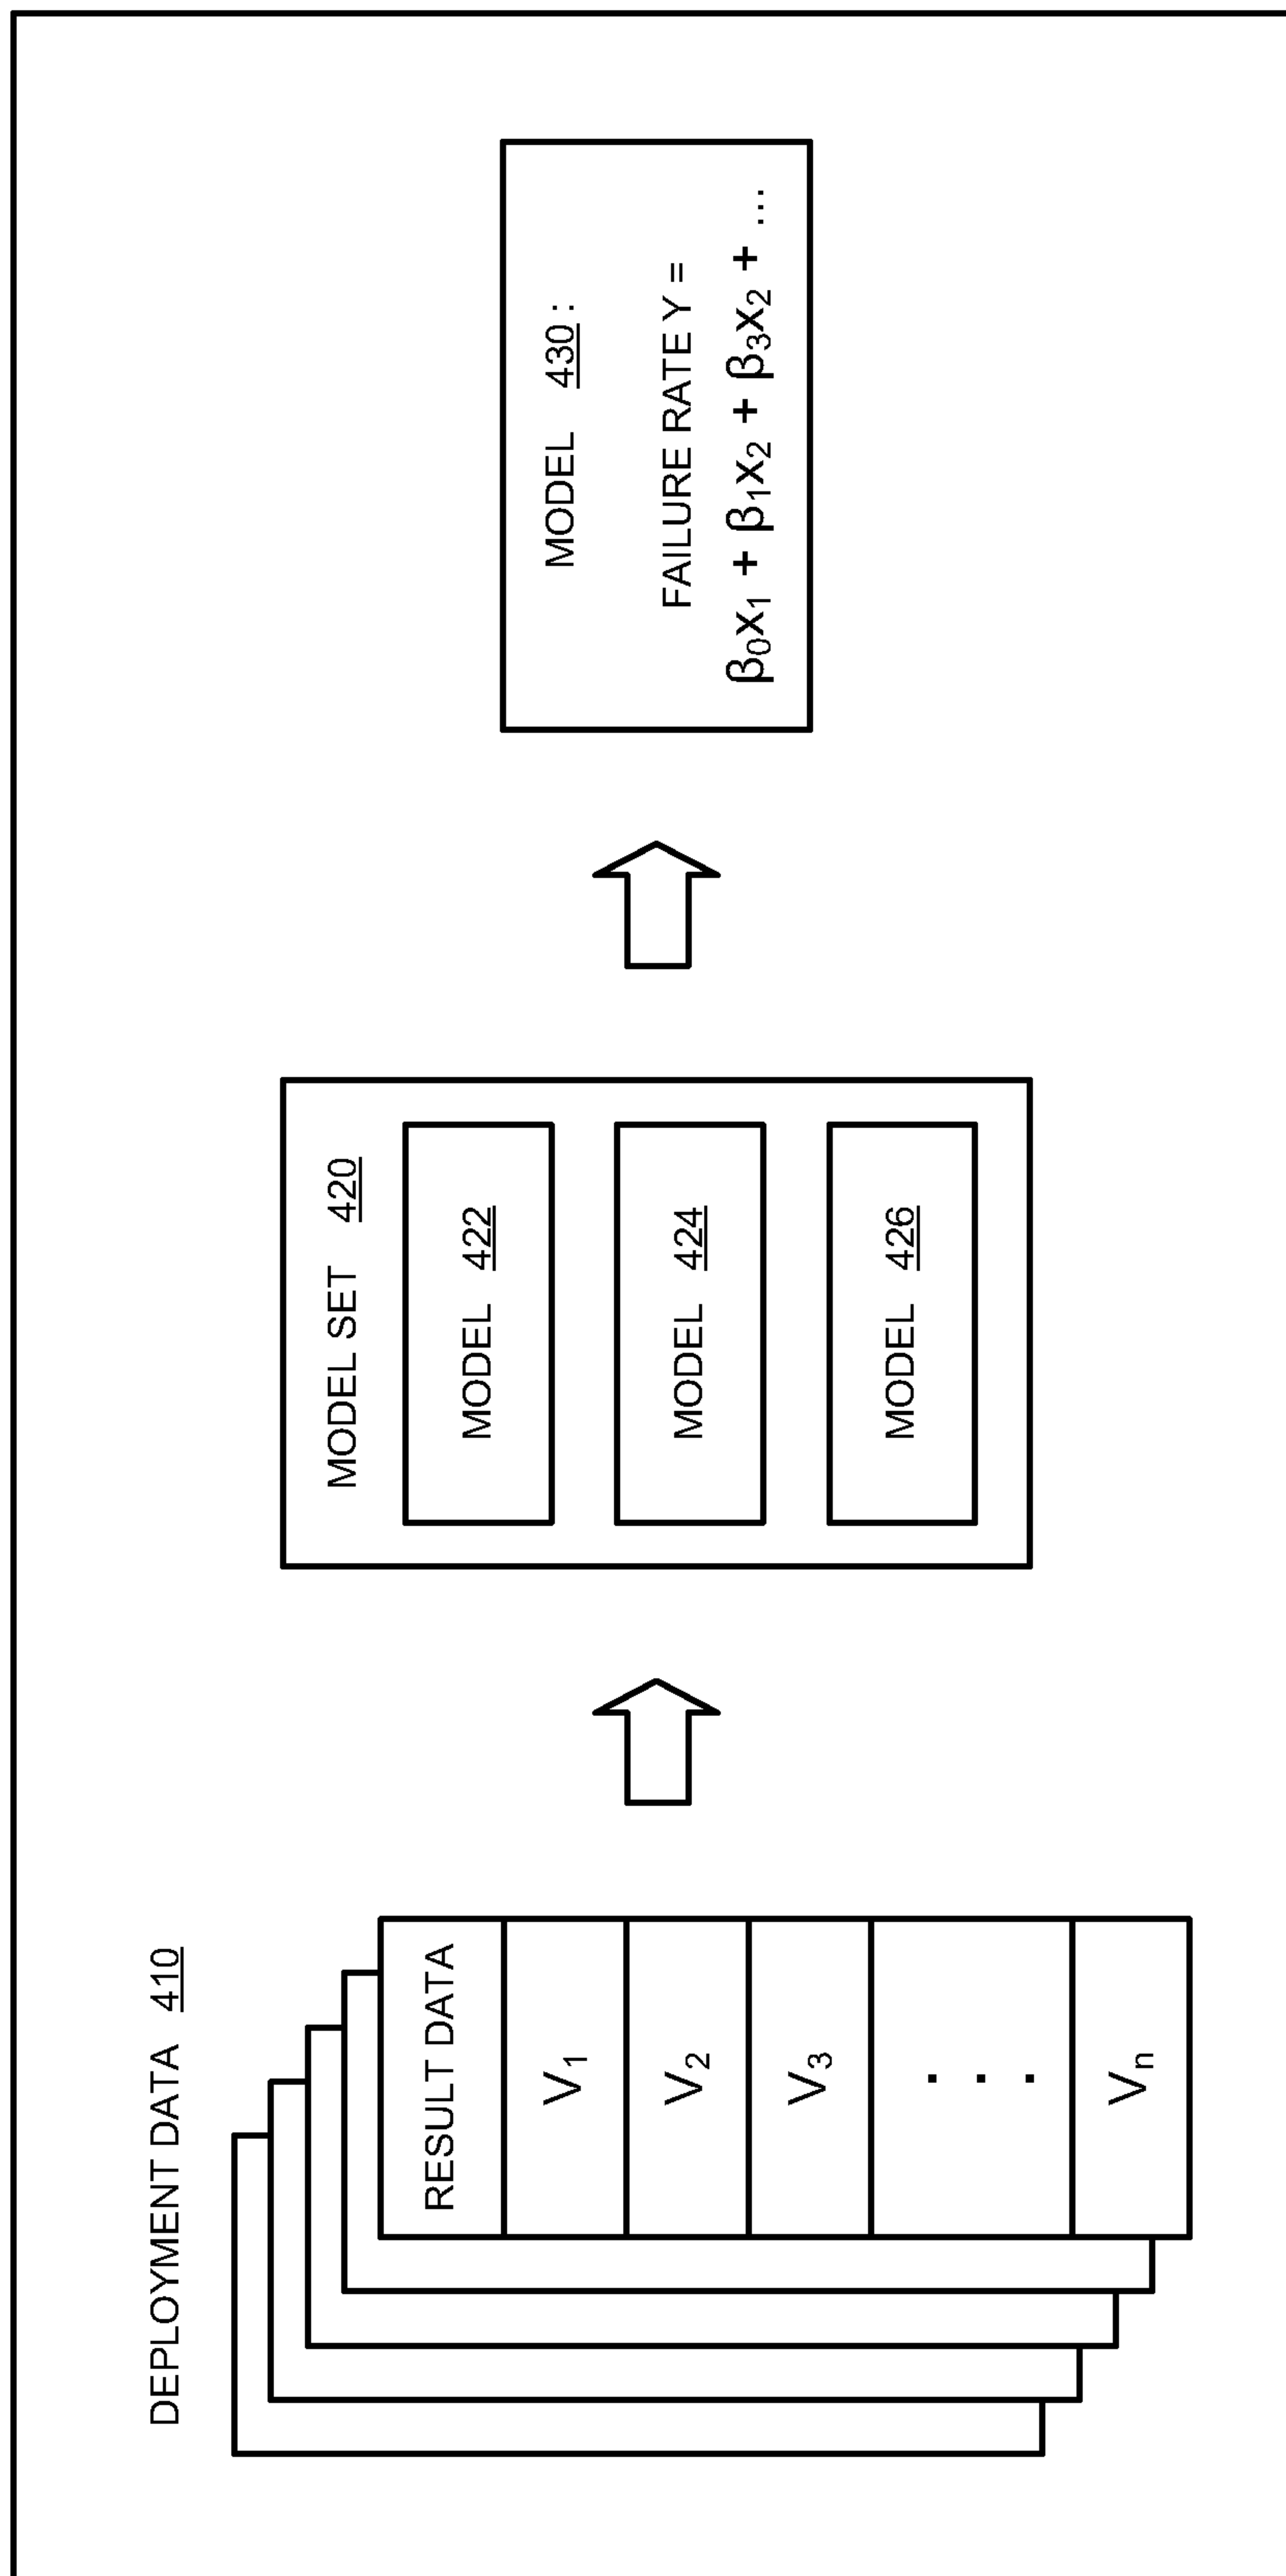 DEPLOYMENT DATA 410
RESULT DATA
V₁
V₂
V₃
. . .
Vₙ
MODEL SET 420
MODEL 422
MODEL 424
MODEL 426
MODEL 430 :
FAILURE RATE Y =
β₀x₁ + β₁x₂ + β₃x₂ + ...